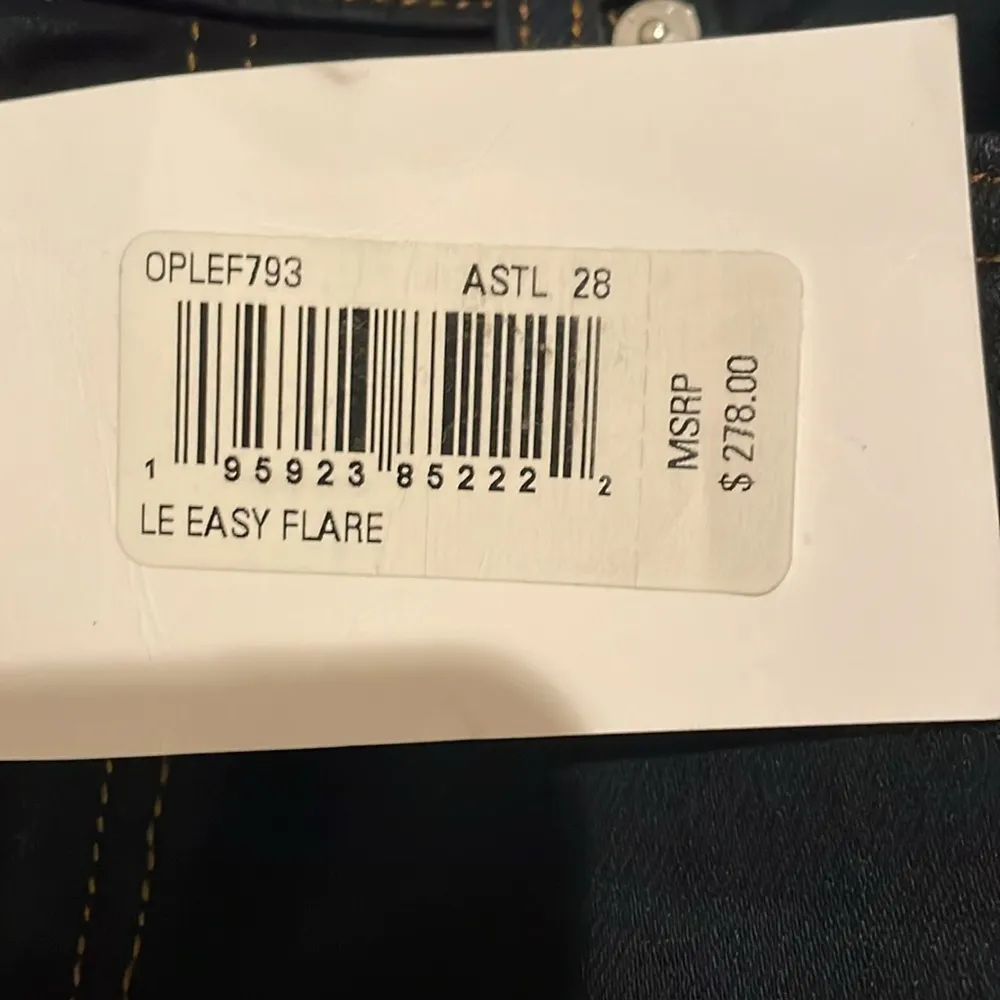 OPLEF793 ASTL 28
1 95923 85222 2
LE EASY FLARE
MSRP
$ 278.00